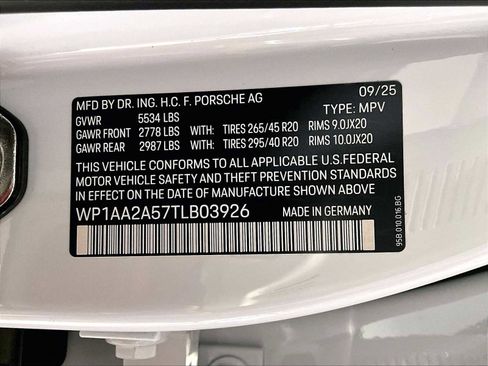 MFD BY DR. ING. H.C. F. PORSCHE AG 09/25
GVWR 5534 LBS TYPE: MPV
GAWR FRONT 2778 LBS WITH: TIRES 265/45 R20 RIMS 9.0JX20
GAWR REAR 2987 LBS WITH: TIRES 295/40 R20 RIMS 10.0JX20
THIS VEHICLE CONFORMS TO ALL APPLICABLE U.S.FEDERAL
MOTOR VEHICLE SAFETY AND THEFT PREVENTION STANDARDS
IN EFFECT ON THE DATE OF MANUFACTURE SHOWN ABOVE.
WP1AA2A57TLB03926 MADE IN GERMANY
95B.010.016.BG